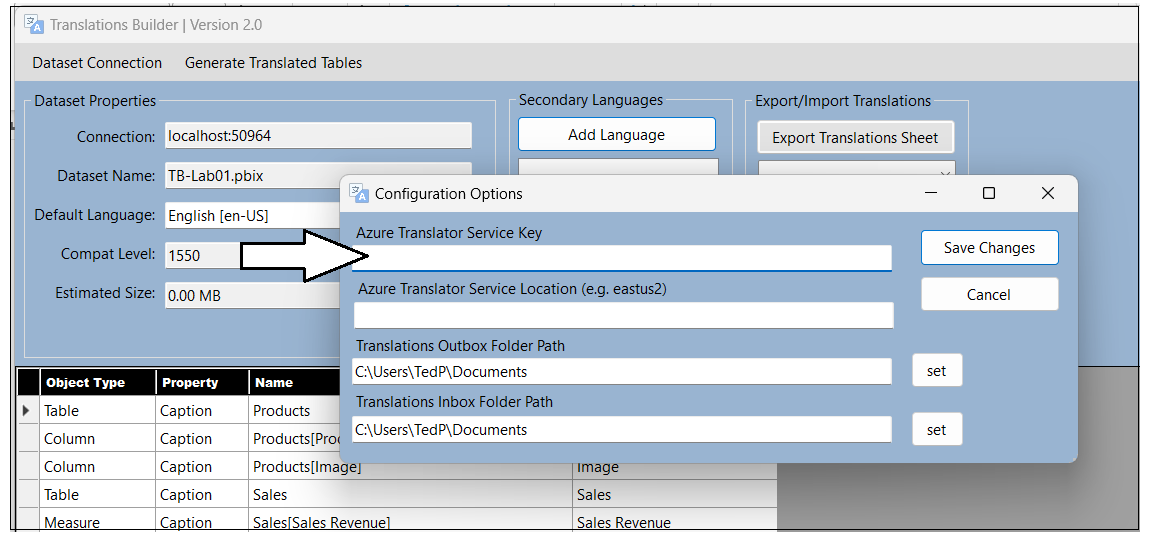 Translations Builder | Version 2.0
Dataset Connection Generate Translated Tables
Dataset Properties
Connection: localhost:50964
Dataset Name: TB-Lab01.pbix
Default Language: English [en-US]
Compat Level: 1550
Estimated Size: 0.00 MB
Secondary Languages
Add Language
Export/Import Translations
Export Translations Sheet
Configuration Options
Azure Translator Service Key
Azure Translator Service Location (e.g. eastus2)
Translations Outbox Folder Path
C:\Users\TedP\Documents set
Translations Inbox Folder Path
C:\Users\TedP\Documents set
Save Changes
Cancel
Object Type Property Name
Table Caption Products
Column Caption Products[Pro
Column Caption Products[Image] Image
Table Caption Sales Sales
Measure Caption Sales[Sales Revenue] Sales Revenue